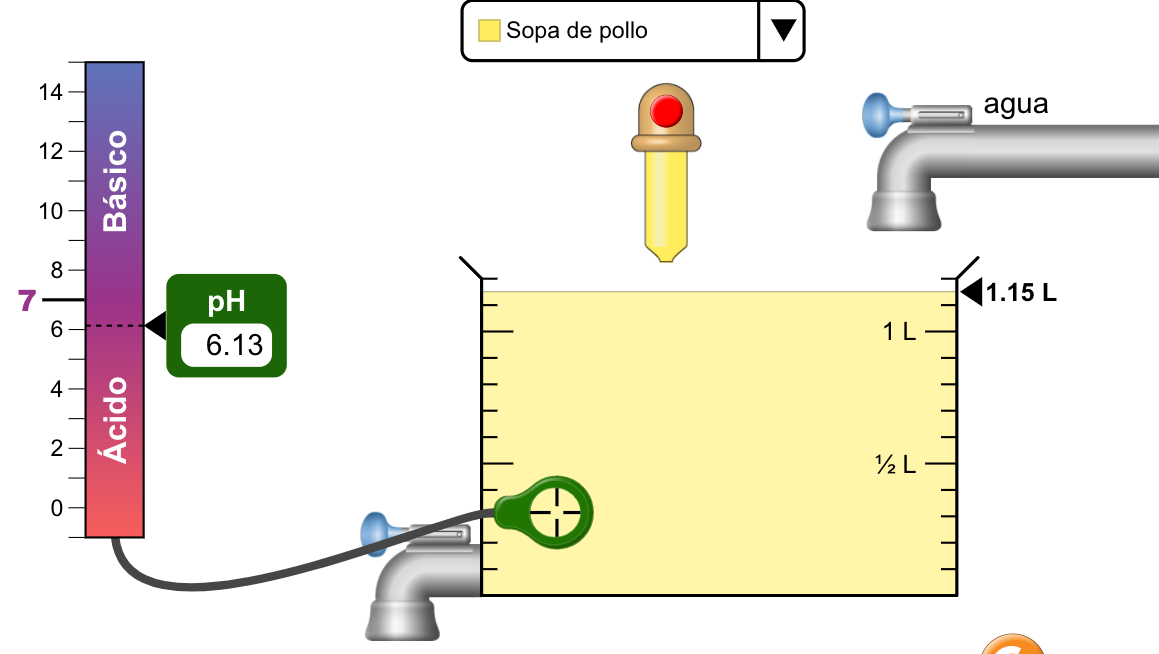 Sopa de pollo
agua
14
12
10
8
7
6
4
2
0
Básico
Ácido
pH
6.13
1.15 L
1 L
½ L